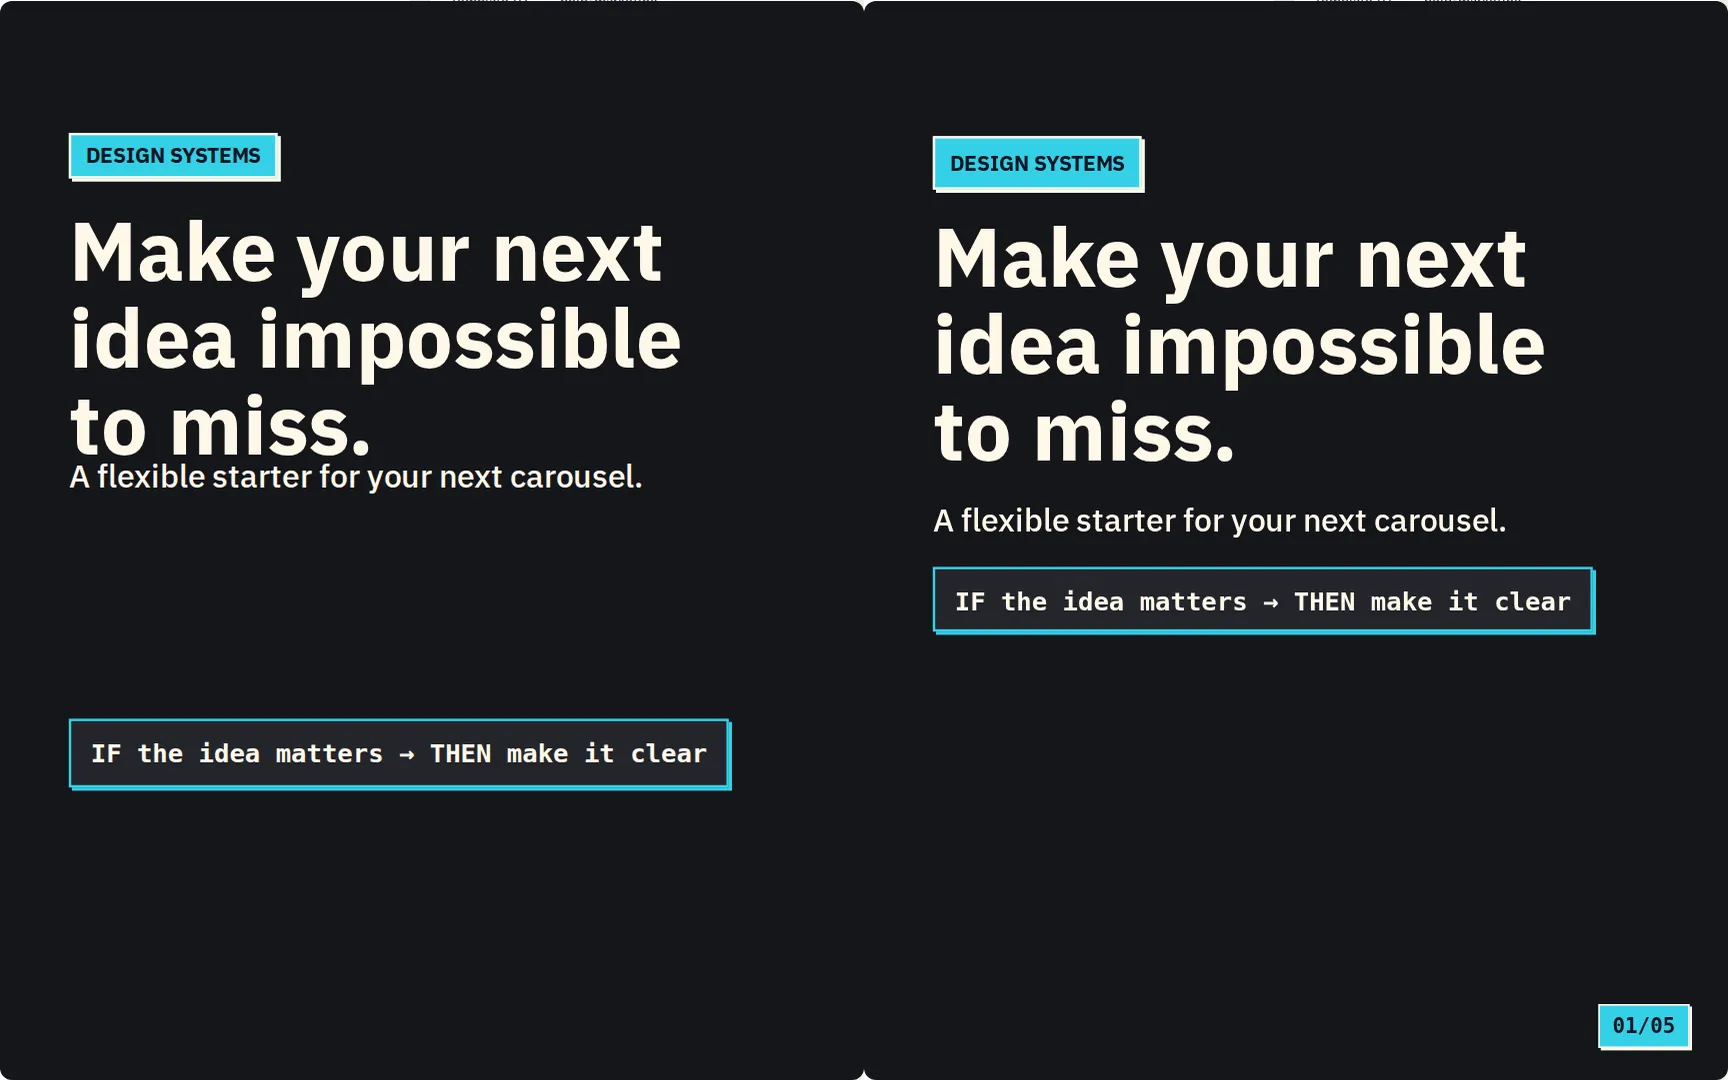 DESIGN SYSTEMS
Make your next
idea impossible
to miss.
A flexible starter for your next carousel.
IF the idea matters → THEN make it clear
DESIGN SYSTEMS
Make your next
idea impossible
to miss.
A flexible starter for your next carousel.
IF the idea matters → THEN make it clear
01/05